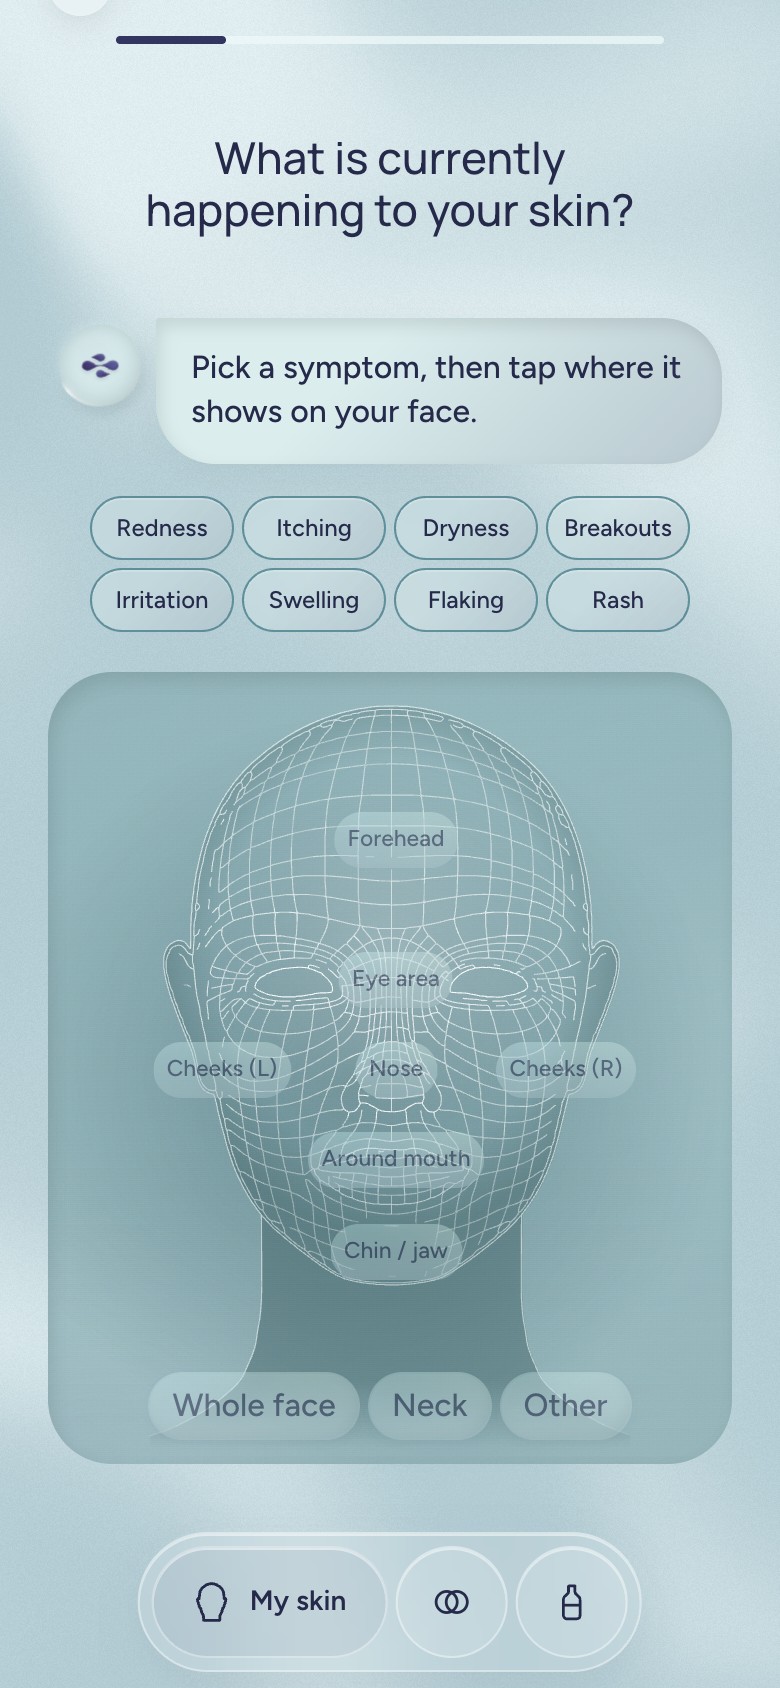 What is currently
happening to your skin?
Pick a symptom, then tap where it
shows on your face.
Redness Itching Dryness Breakouts
Irritation Swelling Flaking Rash
Forehead
Eye area
Cheeks (L) Nose Cheeks (R)
Around mouth
Chin / jaw
Whole face Neck Other
My skin